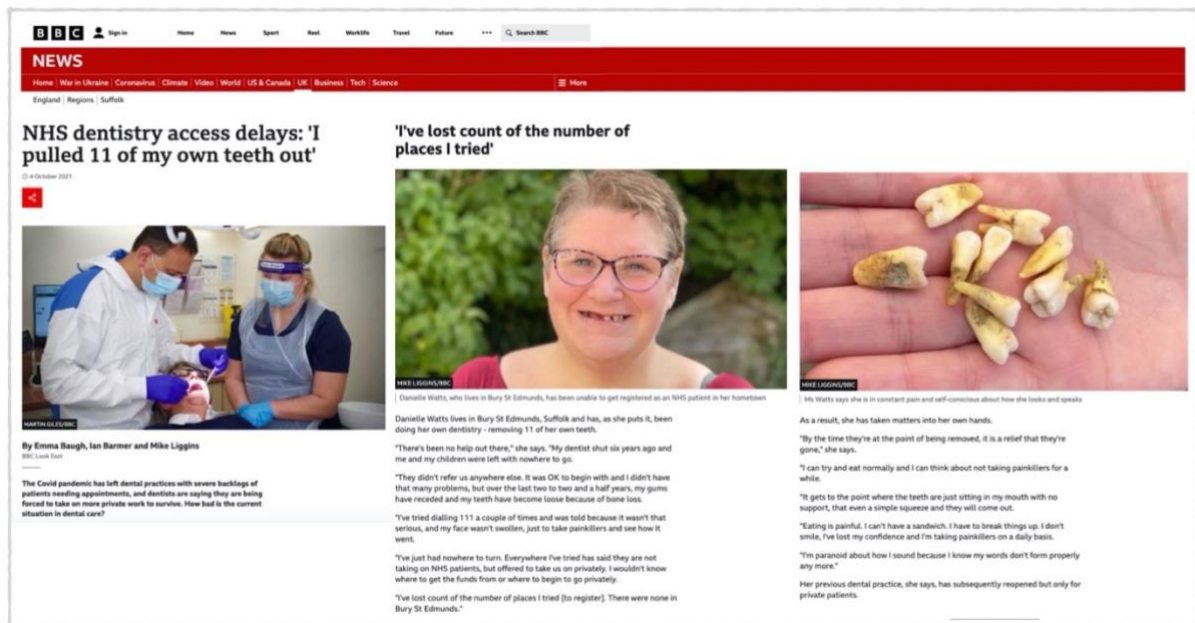 BBC
Sign in
Home
News
Sport
Reel
Worklife
Travel
Future
Search BBC
NEWS
Home | War in Ukraine | Coronavirus | Climate | Video | World | US & Canada | UK | Business | Tech | Science
More
England | Regions | Suffolk
NHS dentistry access delays: 'I
pulled 11 of my own teeth out'
4 October 2021
MARTIN GILES/BBC
By Emma Baugh, Ian Barmer and Mike Liggins
BBC Look East
The Covid pandemic has left dental practices with severe backlogs of
patients needing appointments, and dentists are saying they are being
forced to take on more private work to survive. How bad is the current
situation in dental care?
'I've lost count of the number of
places I tried'
MIKE LIGGINS/BBC
Danielle Watts, who lives in Bury St Edmunds, has been unable to get registered as an NHS patient in her hometown
Danielle Watts lives in Bury St Edmunds, Suffolk and has, as she puts it, been
doing her own dentistry - removing 11 of her own teeth.
"There's been no help out there," she says. "My dentist shut six years ago and
me and my children were left with nowhere to go.
"They didn't refer us anywhere else. It was OK to begin with and I didn't have
that many problems, but over the last two to two and a half years, my gums
have receded and my teeth have become loose because of bone loss.
"I've tried dialling 111 a couple of times and was told because it wasn't that
serious, and my face wasn't swollen, just to take painkillers and see how it
went.
"I've just had nowhere to turn. Everywhere I've tried has said they are not
taking on NHS patients, but offered to take us on privately. I wouldn't know
where to get the funds from or where to begin to go privately.
"I've lost count of the number of places I tried [to register]. There were none in
Bury St Edmunds."
MIKE LIGGINS/BBC
Ms Watts says she is in constant pain and self-conscious about how she looks and speaks
As a result, she has taken matters into her own hands.
"By the time they're at the point of being removed, it is a relief that they're
gone," she says.
"I can try and eat normally and I can think about not taking painkillers for a
while.
"It gets to the point where the teeth are just sitting in my mouth with no
support, that even a simple squeeze and they will come out.
"Eating is painful. I can't have a sandwich. I have to break things up. I don't
smile, I've lost my confidence and I'm taking painkillers on a daily basis.
"I'm paranoid about how I sound because I know my words don't form properly
any more."
Her previous dental practice, she says, has subsequently reopened but only for
private patients.